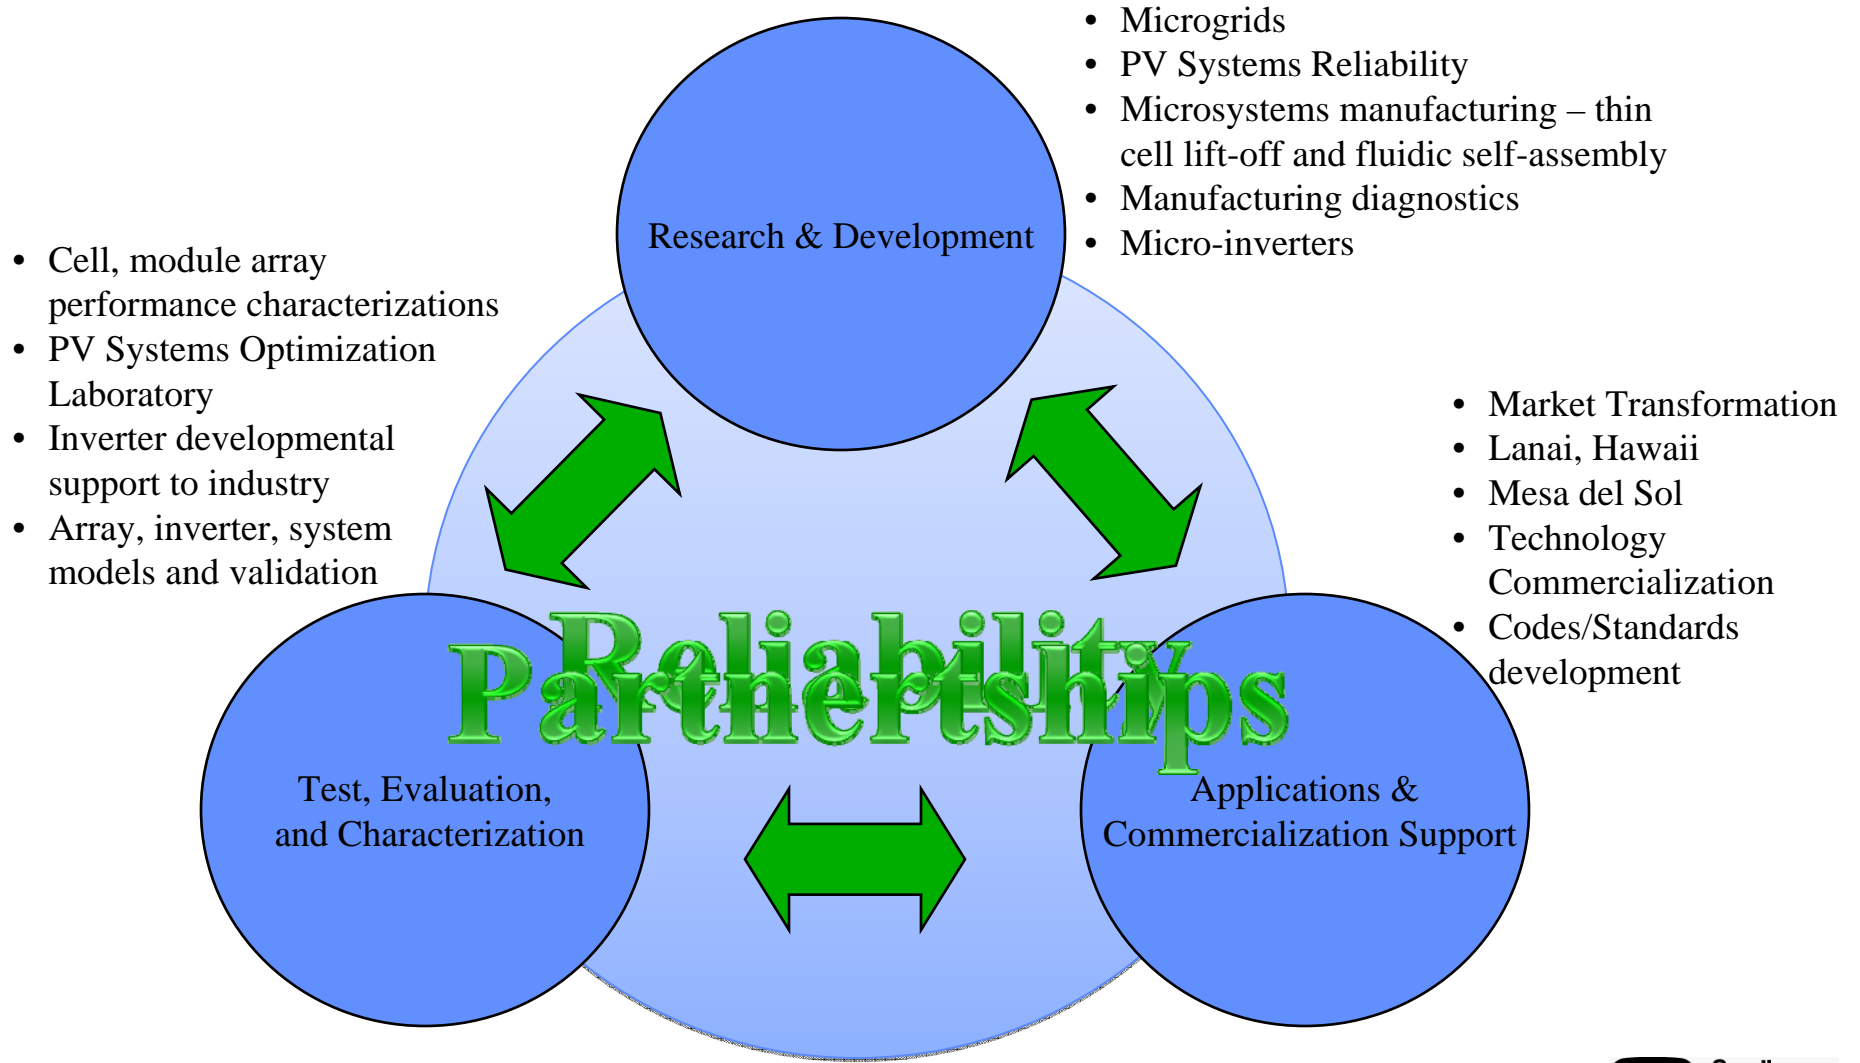 • Microgrids
• PV Systems Reliability
• Microsystems manufacturing – thin
cell lift-off and fluidic self-assembly
• Manufacturing diagnostics
• Micro-inverters
Research & Development
• Cell, module array
performance characterizations
• PV Systems Optimization
Laboratory
• Inverter developmental
support to industry
• Array, inverter, system
models and validation
• Market Transformation
• Lanai, Hawaii
• Mesa del Sol
• Technology
Commercialization
• Codes/Standards
development
Reliability
Partnertships
Test, Evaluation,
and Characterization
Applications &
Commercialization Support